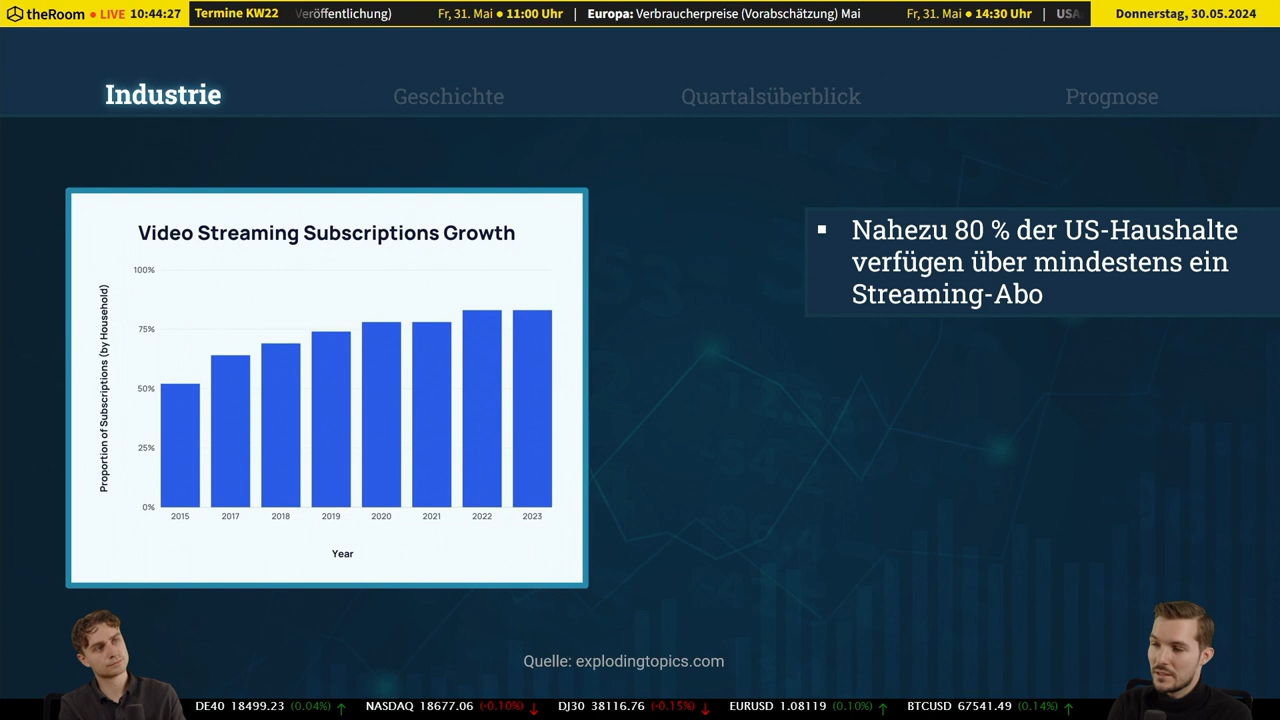 theRoom ● LIVE 10:44:27
Termine KW22
Veröffentlichung) Fr, 31. Mai ● 11:00 Uhr | Europa: Verbraucherpreise (Vorabschätzung) Mai Fr, 31. Mai ● 14:30 Uhr | USA
Donnerstag, 30.05.2024
Industrie
Geschichte
Quartalsüberblick
Prognose
Video Streaming Subscriptions Growth
Proportion of Subscriptions (by Household)
100%
75%
50%
25%
0%
2015 2017 2018 2019 2020 2021 2022 2023
Year
▪ Nahezu 80 % der US-Haushalte
verfügen über mindestens ein
Streaming-Abo
Quelle: explodingtopics.com
DE40 18499.23 (0.04%) ↑ NASDAQ 18677.06 (-0.10%) ↓ DJ30 38116.76 (-0.15%) ↓ EURUSD 1.08119 (0.10%) ↑ BTCUSD 67541.49 (0.14%) ↑